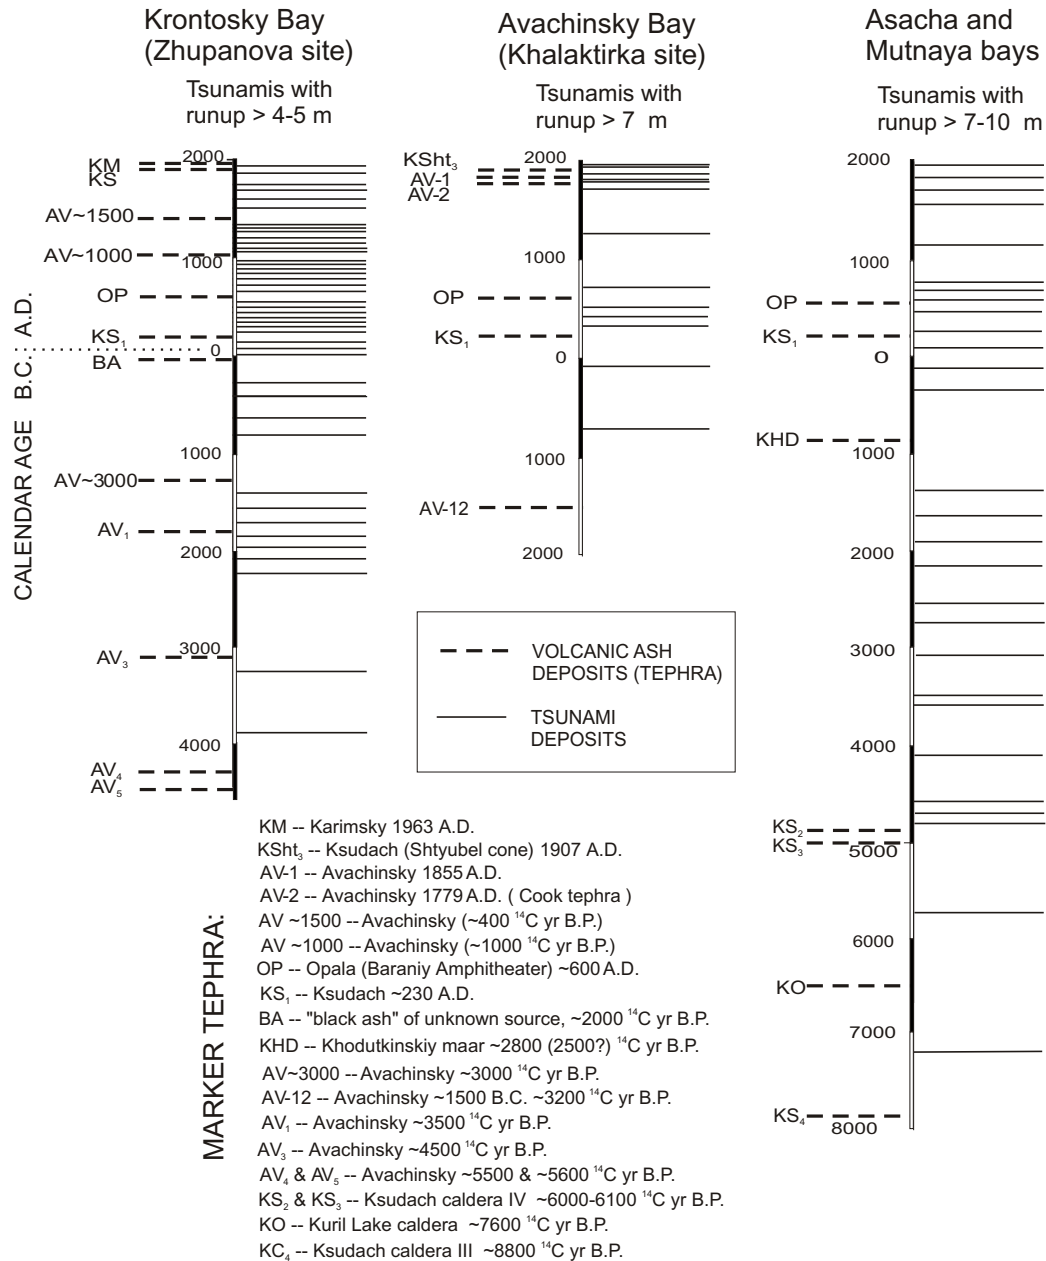 Krontosky Bay
(Zhupanova site)
Tsunamis with
runup > 4-5 m
Avachinsky Bay
(Khalaktirka site)
Tsunamis with
runup > 7 m
Asacha and
Mutnaya bays
Tsunamis with
runup > 7-10 m
CALENDAR AGE B.C. A.D.
KM
KS
AV~1500
AV~1000
OP
KS₁
BA
AV~3000
AV₁
AV₃
AV₄
AV₅
2000
1000
0
1000
2000
3000
4000
KSht₃
AV-1
AV-2
OP
KS₁
AV-12
2000
1000
0
1000
2000
OP
KS₁
KHD
KS₂
KS₃
KO
KS₄
2000
1000
0
1000
2000
3000
4000
5000
6000
7000
8000
VOLCANIC ASH
DEPOSITS (TEPHRA)
TSUNAMI
DEPOSITS
MARKER TEPHRA:
KM -- Karimsky 1963 A.D.
KSht₃ -- Ksudach (Shtyubel cone) 1907 A.D.
AV-1 -- Avachinsky 1855 A.D.
AV-2 -- Avachinsky 1779 A.D. ( Cook tephra )
AV ~1500 -- Avachinsky (~400 ¹⁴C yr B.P.)
AV ~1000 -- Avachinsky (~1000 ¹⁴C yr B.P.)
OP -- Opala (Baraniy Amphitheater) ~600 A.D.
KS₁ -- Ksudach ~230 A.D.
BA -- "black ash" of unknown source, ~2000 ¹⁴C yr B.P.
KHD -- Khodutkinskiy maar ~2800 (2500?) ¹⁴C yr B.P.
AV~3000 -- Avachinsky ~3000 ¹⁴C yr B.P.
AV-12 -- Avachinsky ~1500 B.C. ~3200 ¹⁴C yr B.P.
AV₁ -- Avachinsky ~3500 ¹⁴C yr B.P.
AV₃ -- Avachinsky ~4500 ¹⁴C yr B.P.
AV₄ & AV₅ -- Avachinsky ~5500 & ~5600 ¹⁴C yr B.P.
KS₂ & KS₃ -- Ksudach caldera IV ~6000-6100 ¹⁴C yr B.P.
KO -- Kuril Lake caldera ~7600 ¹⁴C yr B.P.
KC₄ -- Ksudach caldera III ~8800 ¹⁴C yr B.P.